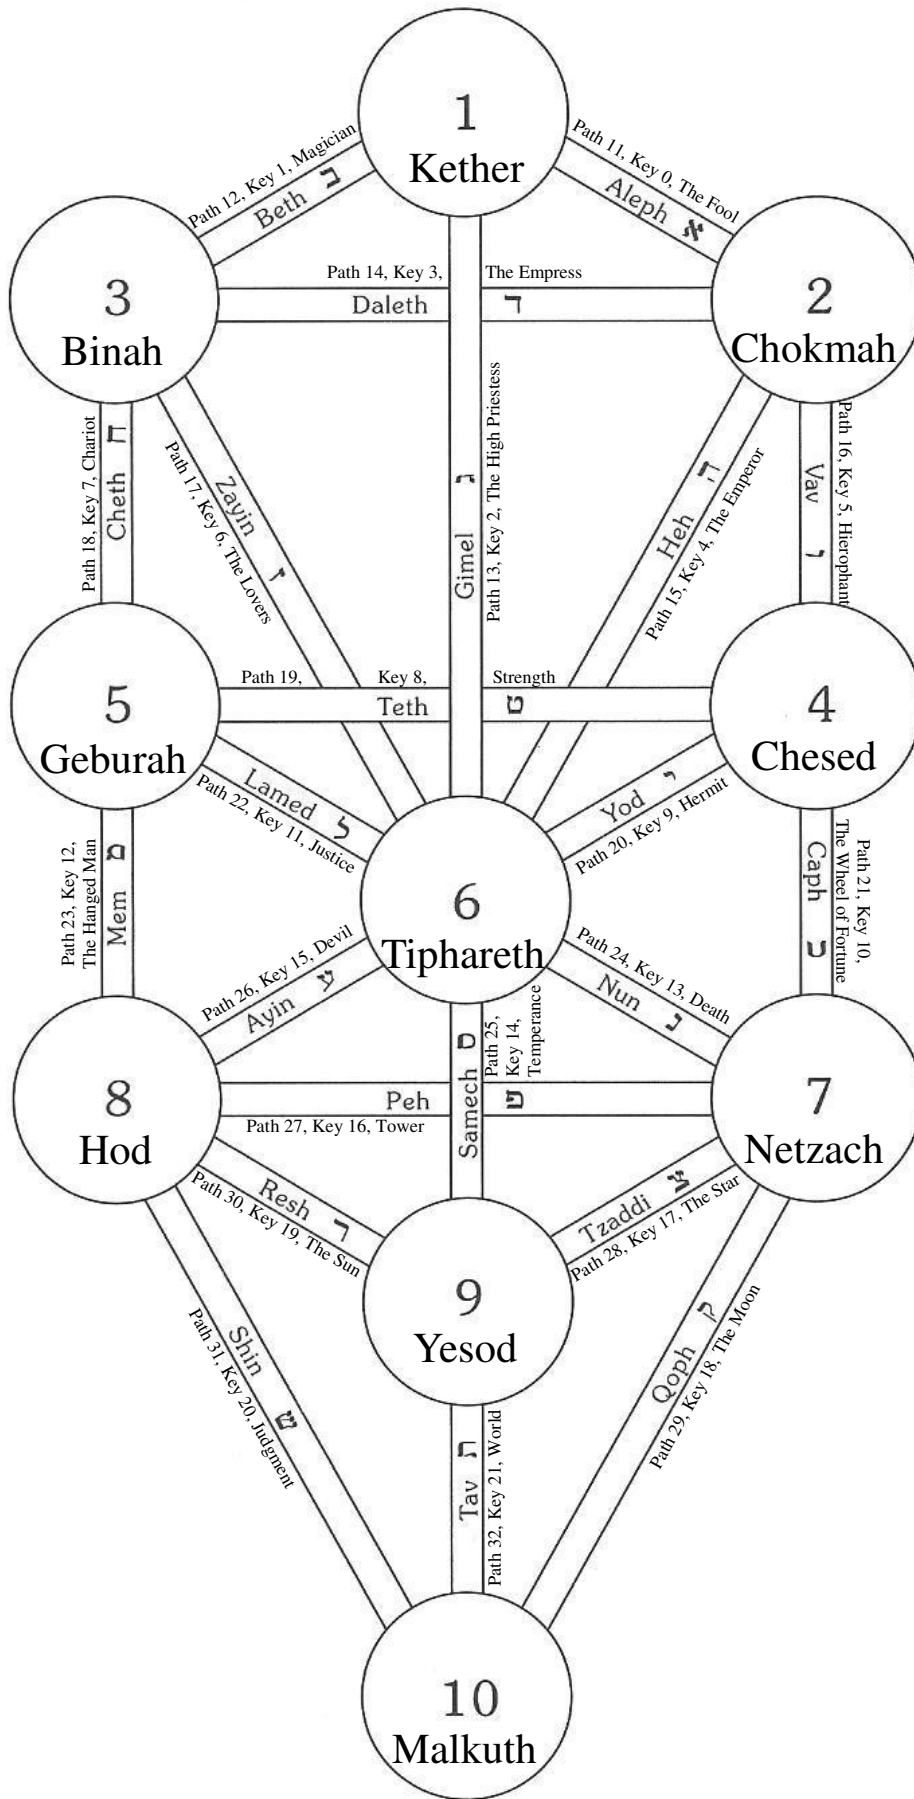 1
Kether
Path 12, Key 1, Magician
Beth ב
Path 11, Key 0, The Fool
Aleph א
3
Binah
2
Chokmah
Path 14, Key 3, The Empress
Daleth ד
Path 18, Key 7, Chariot
Cheth ח
Zayin ז
Path 17, Key 6, The Lovers
Gimel ג
Path 13, Key 2, The High Priestess
Heh ה
Path 15, Key 4, The Emperor
Vav ו
Path 16, Key 5, Hierophant
5
Geburah
4
Chesed
Path 19, Key 8, Strength
Teth ט
Lamed ל
Path 22, Key 11, Justice
Yod י
Path 20, Key 9, Hermit
Path 23, Key 12,
The Hanged Man
Mem מ
Caph כ
Path 21, Key 10,
The Wheel of Fortune
6
Tiphareth
Path 26, Key 15, Devil
Ayin ע
Path 24, Key 13, Death
Nun נ
Samech ס
Path 25,
Key 14,
Temperance
8
Hod
7
Netzach
Peh פ
Path 27, Key 16, Tower
Resh ר
Path 30, Key 19, The Sun
Tzaddi צ
Path 28, Key 17, The Star
9
Yesod
Shin ש
Path 31, Key 20, Judgment
Qoph ק
Path 29, Key 18, The Moon
Tav ת
Path 32, Key 21, World
10
Malkuth